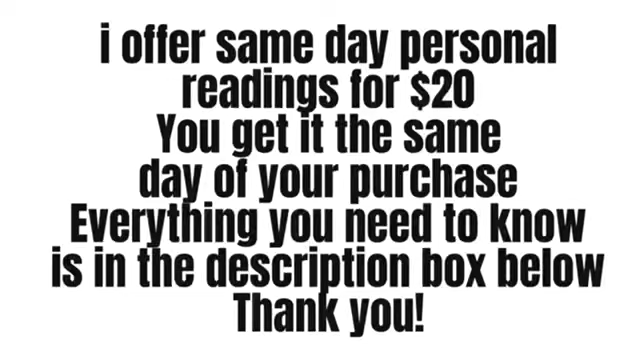 i offer same day personal
readings for $20
You get it the same
day of your purchase
Everything you need to know
is in the description box below
Thank you!